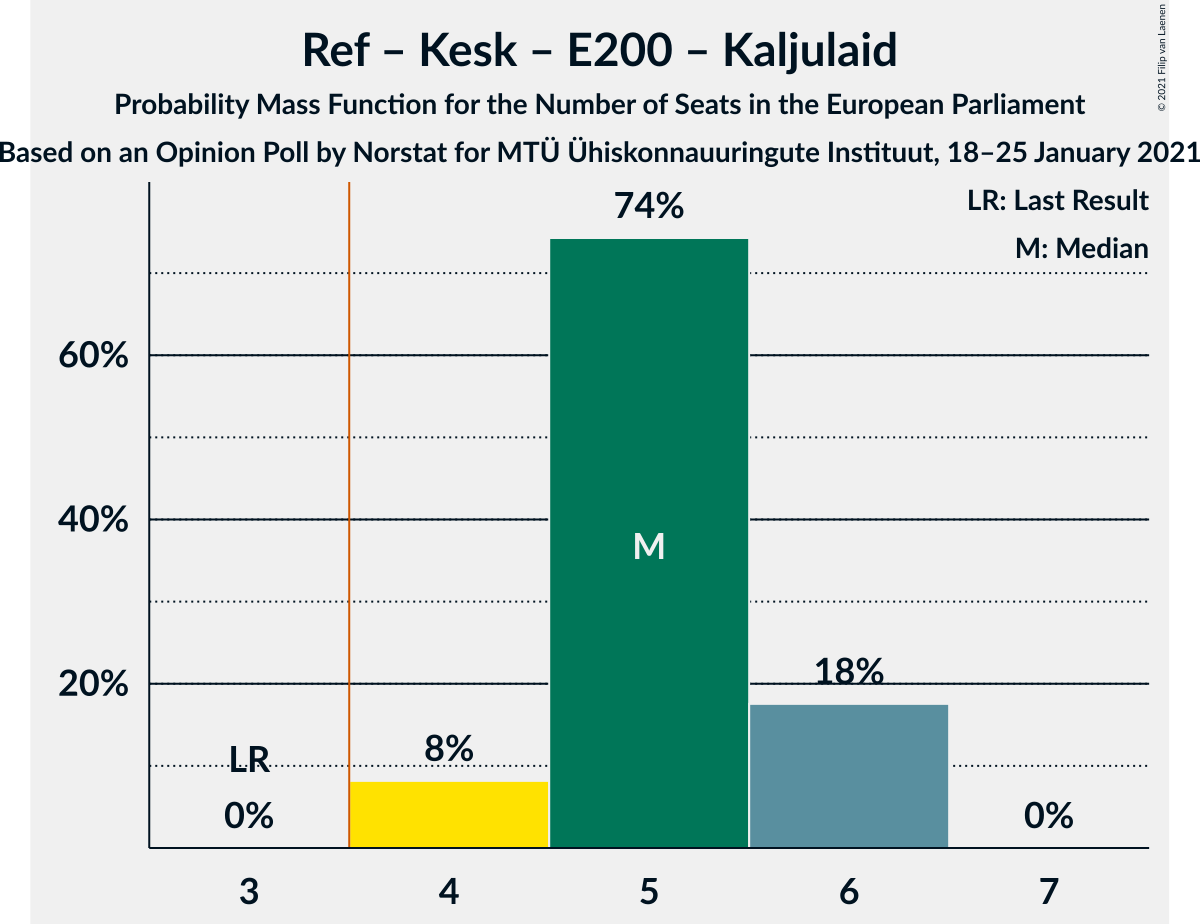 Ref – Kesk – E200 – Kaljulaid
Probability Mass Function for the Number of Seats in the European Parliament
Based on an Opinion Poll by Norstat for MTÜ Ühiskonnauuringute Instituut, 18–25 January 2021
© 2021 Filip van Laenen
LR: Last Result
M: Median
74%
60%
40%
M
20%
18%
LR
8%
0%
0%
3 4 5 6 7